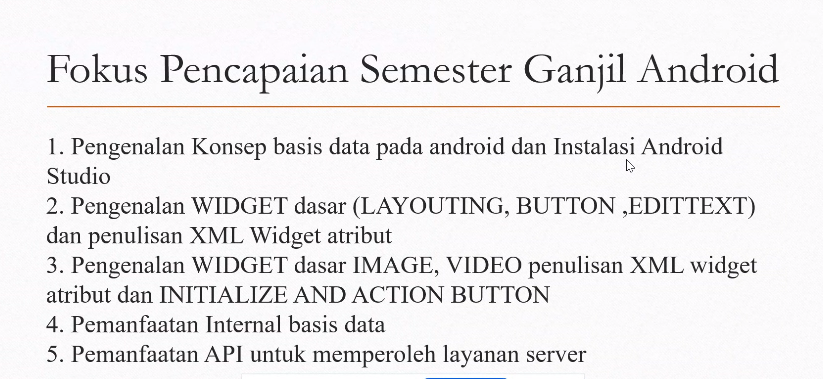 Fokus Pencapaian Semester Ganjil Android
1. Pengenalan Konsep basis data pada android dan Instalasi Android
Studio
2. Pengenalan WIDGET dasar (LAYOUTING, BUTTON ,EDITTEXT)
dan penulisan XML Widget atribut
3. Pengenalan WIDGET dasar IMAGE, VIDEO penulisan XML widget
atribut dan INITIALIZE AND ACTION BUTTON
4. Pemanfaatan Internal basis data
5. Pemanfaatan API untuk memperoleh layanan server